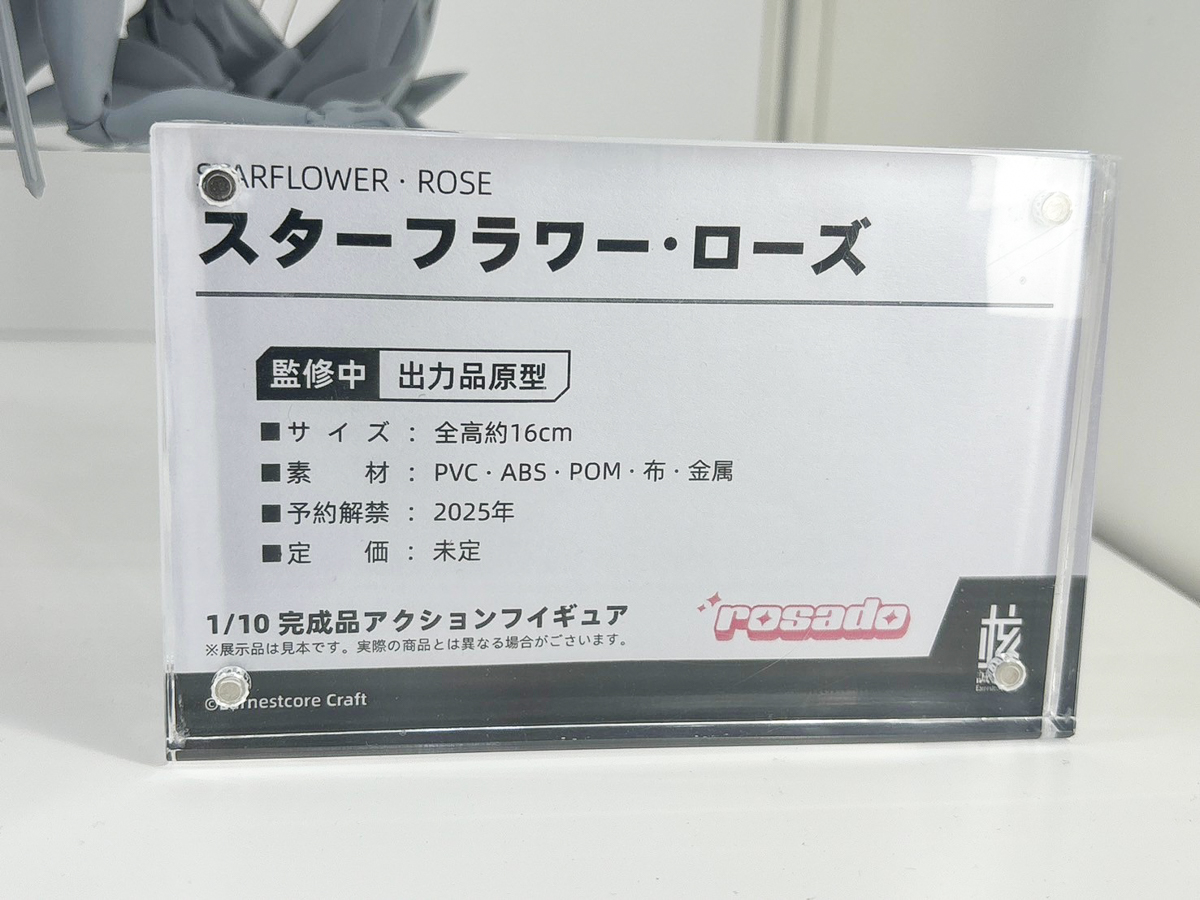 STARFLOWER · ROSE
スターフラワー・ローズ
監修中 出力品原型
■サイズ : 全高約16cm
■素材 : PVC · ABS · POM · 布 · 金属
■予約解禁 : 2025年
■定価 : 未定
1/10 完成品アクションフィギュア
※展示品は見本です。実際の商品とは異なる場合がございます。
rosado
核
©Earnestcore Craft